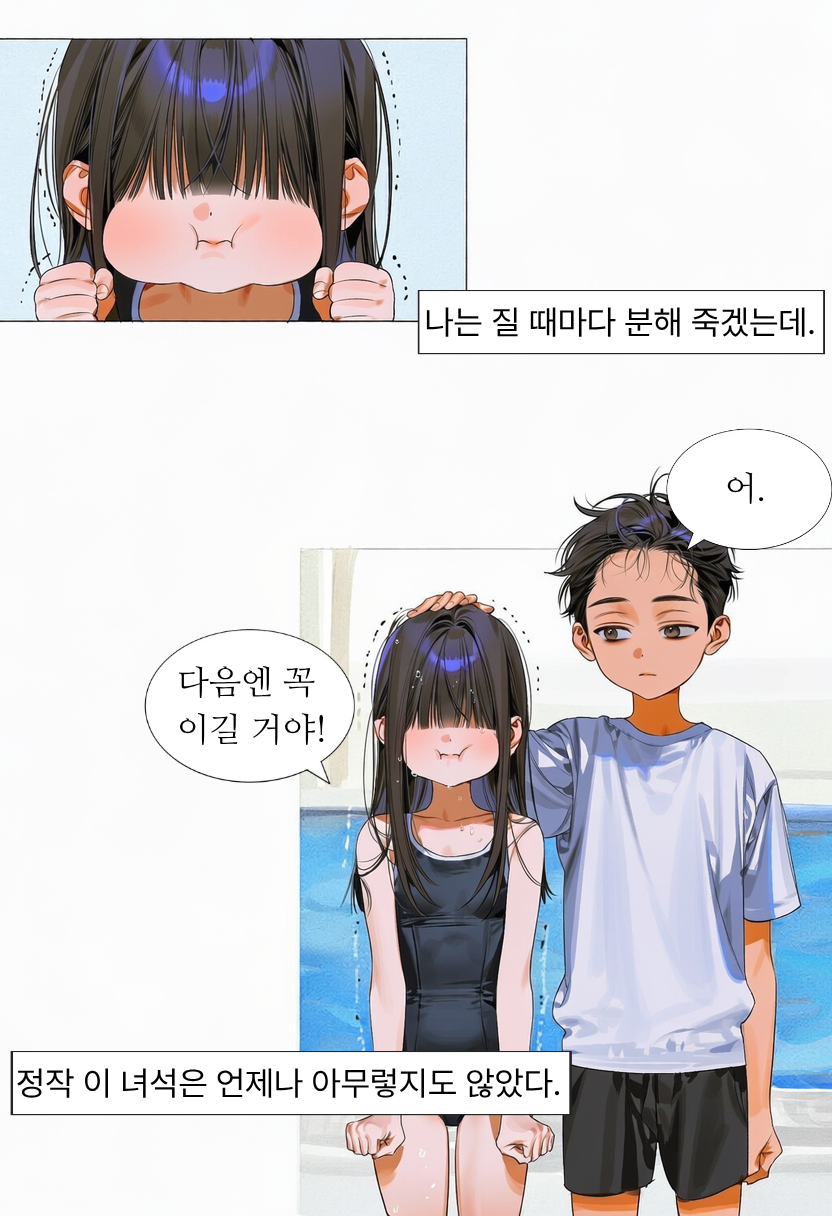 나는 질 때마다 분해 죽겠는데.
어.
다음엔 꼭
이길 거야!
정작 이 녀석은 언제나 아무렇지도 않았다.